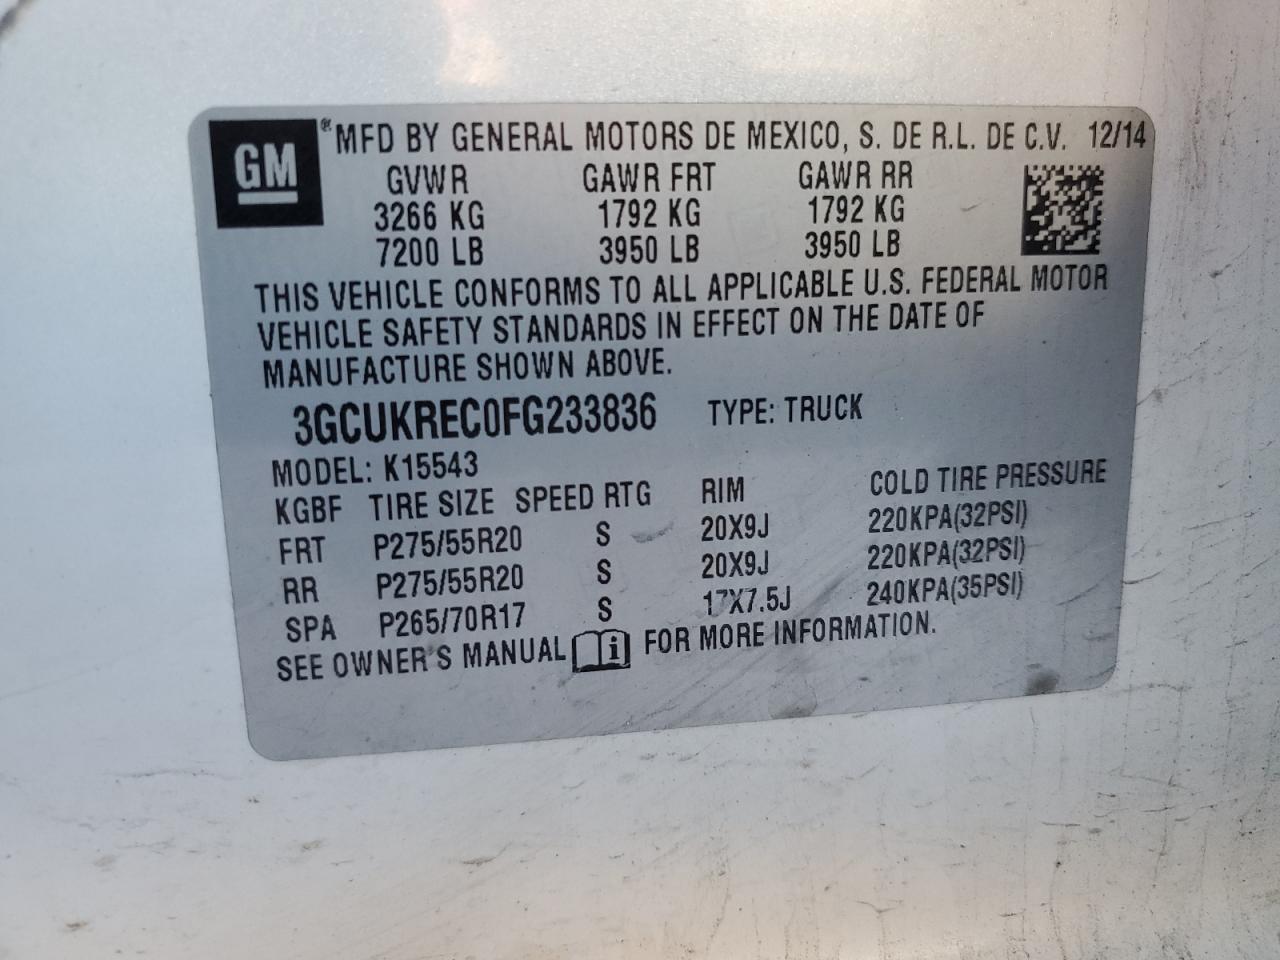 GM ® MFD BY GENERAL MOTORS DE MEXICO, S. DE R.L. DE C.V. 12/14
GVWR GAWR FRT GAWR RR
3266 KG 1792 KG 1792 KG
7200 LB 3950 LB 3950 LB
THIS VEHICLE CONFORMS TO ALL APPLICABLE U.S. FEDERAL MOTOR
VEHICLE SAFETY STANDARDS IN EFFECT ON THE DATE OF
MANUFACTURE SHOWN ABOVE.
3GCUKREC0FG233836 TYPE: TRUCK
MODEL: K15543
KGBF TIRE SIZE SPEED RTG RIM COLD TIRE PRESSURE
FRT P275/55R20 S 20X9J 220KPA(32PSI)
RR P275/55R20 S 20X9J 220KPA(32PSI)
SPA P265/70R17 S 17X7.5J 240KPA(35PSI)
SEE OWNER'S MANUAL i FOR MORE INFORMATION.